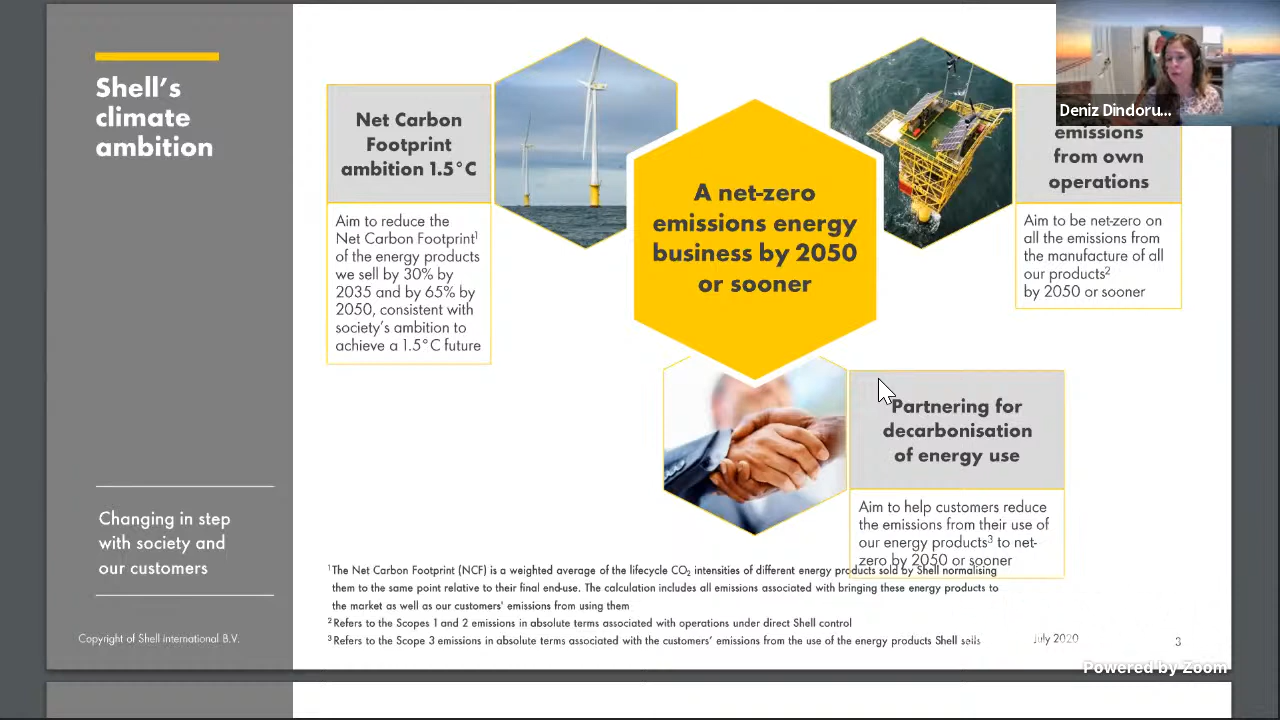 Shell's
climate
ambition
Changing in step
with society and
our customers
Copyright of Shell International B.V.
Net Carbon
Footprint
ambition 1.5°C
Aim to reduce the
Net Carbon Footprint¹
of the energy products
we sell by 30% by
2035 and by 65% by
2050, consistent with
society's ambition to
achieve a 1.5°C future
A net-zero
emissions energy
business by 2050
or sooner
Deniz Dindoru...
emissions
from own
operations
Aim to be net-zero on
all the emissions from
the manufacture of all
our products²
by 2050 or sooner
Partnering for
decarbonisation
of energy use
Aim to help customers reduce
the emissions from their use of
our energy products³ to net-
zero by 2050 or sooner
¹The Net Carbon Footprint (NCF) is a weighted average of the lifecycle CO₂ intensities of different energy products sold by Shell normalising
them to the same point relative to their final end-use. The calculation includes all emissions associated with bringing these energy products to
the market as well as our customers' emissions from using them
²Refers to the Scopes 1 and 2 emissions in absolute terms associated with operations under direct Shell control
³Refers to the Scope 3 emissions in absolute terms associated with the customers' emissions from the use of the energy products Shell sells
July 2020
3
Powered by Zoom